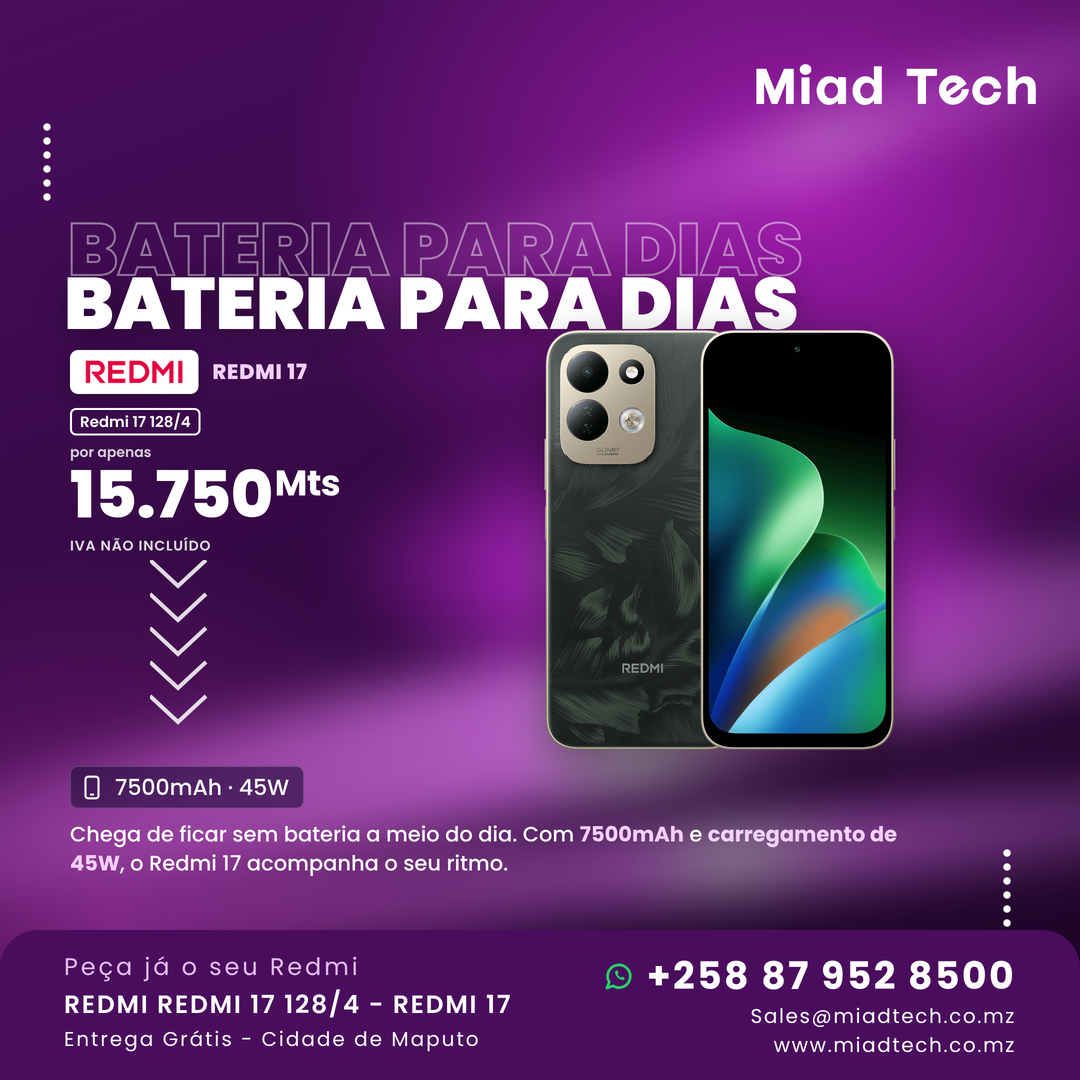 Miad Tech
BATERIA PARA DIAS
BATERIA PARA DIAS
REDMI REDMI 17
Redmi 17 128/4
por apenas
15.750Mts
IVA NÃO INCLUÍDO
50MP
REDMI
7500mAh · 45W
Chega de ficar sem bateria a meio do dia. Com 7500mAh e carregamento de
45W, o Redmi 17 acompanha o seu ritmo.
Peça já o seu Redmi
REDMI REDMI 17 128/4 - REDMI 17
Entrega Grátis - Cidade de Maputo
+258 87 952 8500
Sales@miadtech.co.mz
www.miadtech.co.mz